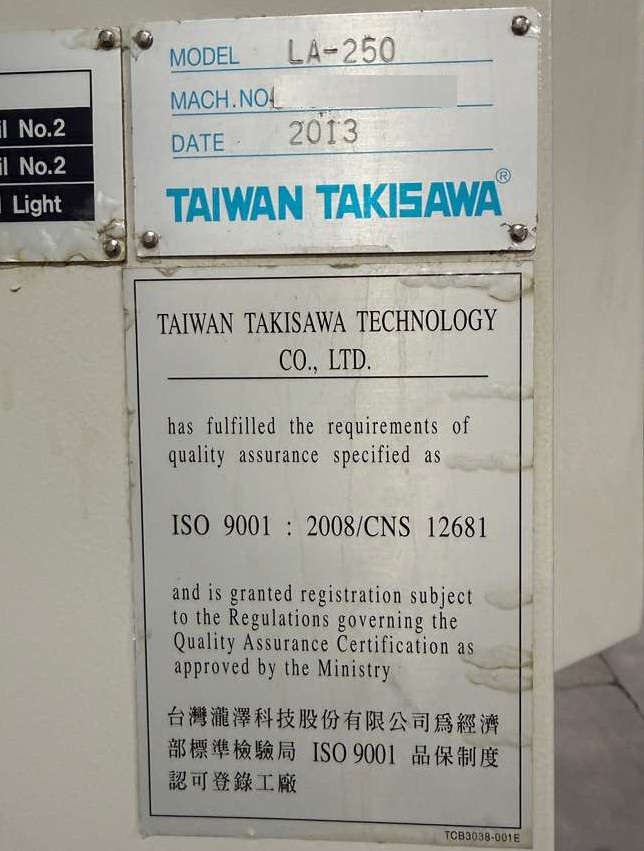 il No.2
il No.2
Light
MODEL LA-250
MACH.NO.
DATE 2013
TAIWAN TAKISAWA®
TAIWAN TAKISAWA TECHNOLOGY
CO., LTD.
has fulfilled the requirements of
quality assurance specified as
ISO 9001 : 2008/CNS 12681
and is granted registration subject
to the Regulations governing the
Quality Assurance Certification as
approved by the Ministry
台灣瀧澤科技股份有限公司爲經濟
部標準檢驗局 ISO 9001 品保制度
認可登錄工廠
TCB3038-001E